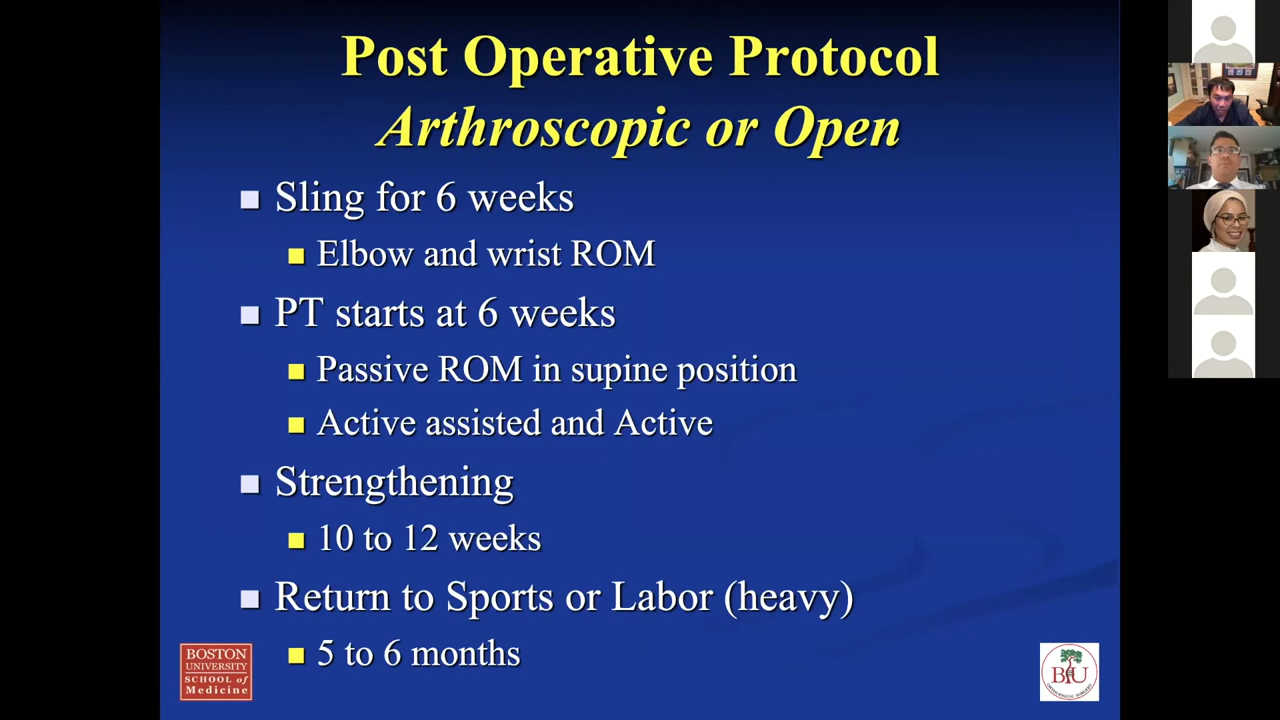 Post Operative Protocol
Arthroscopic or Open
Sling for 6 weeks
Elbow and wrist ROM
PT starts at 6 weeks
Passive ROM in supine position
Active assisted and Active
Strengthening
10 to 12 weeks
Return to Sports or Labor (heavy)
5 to 6 months
BOSTON
UNIVERSITY
SCHOOL of
Medicine